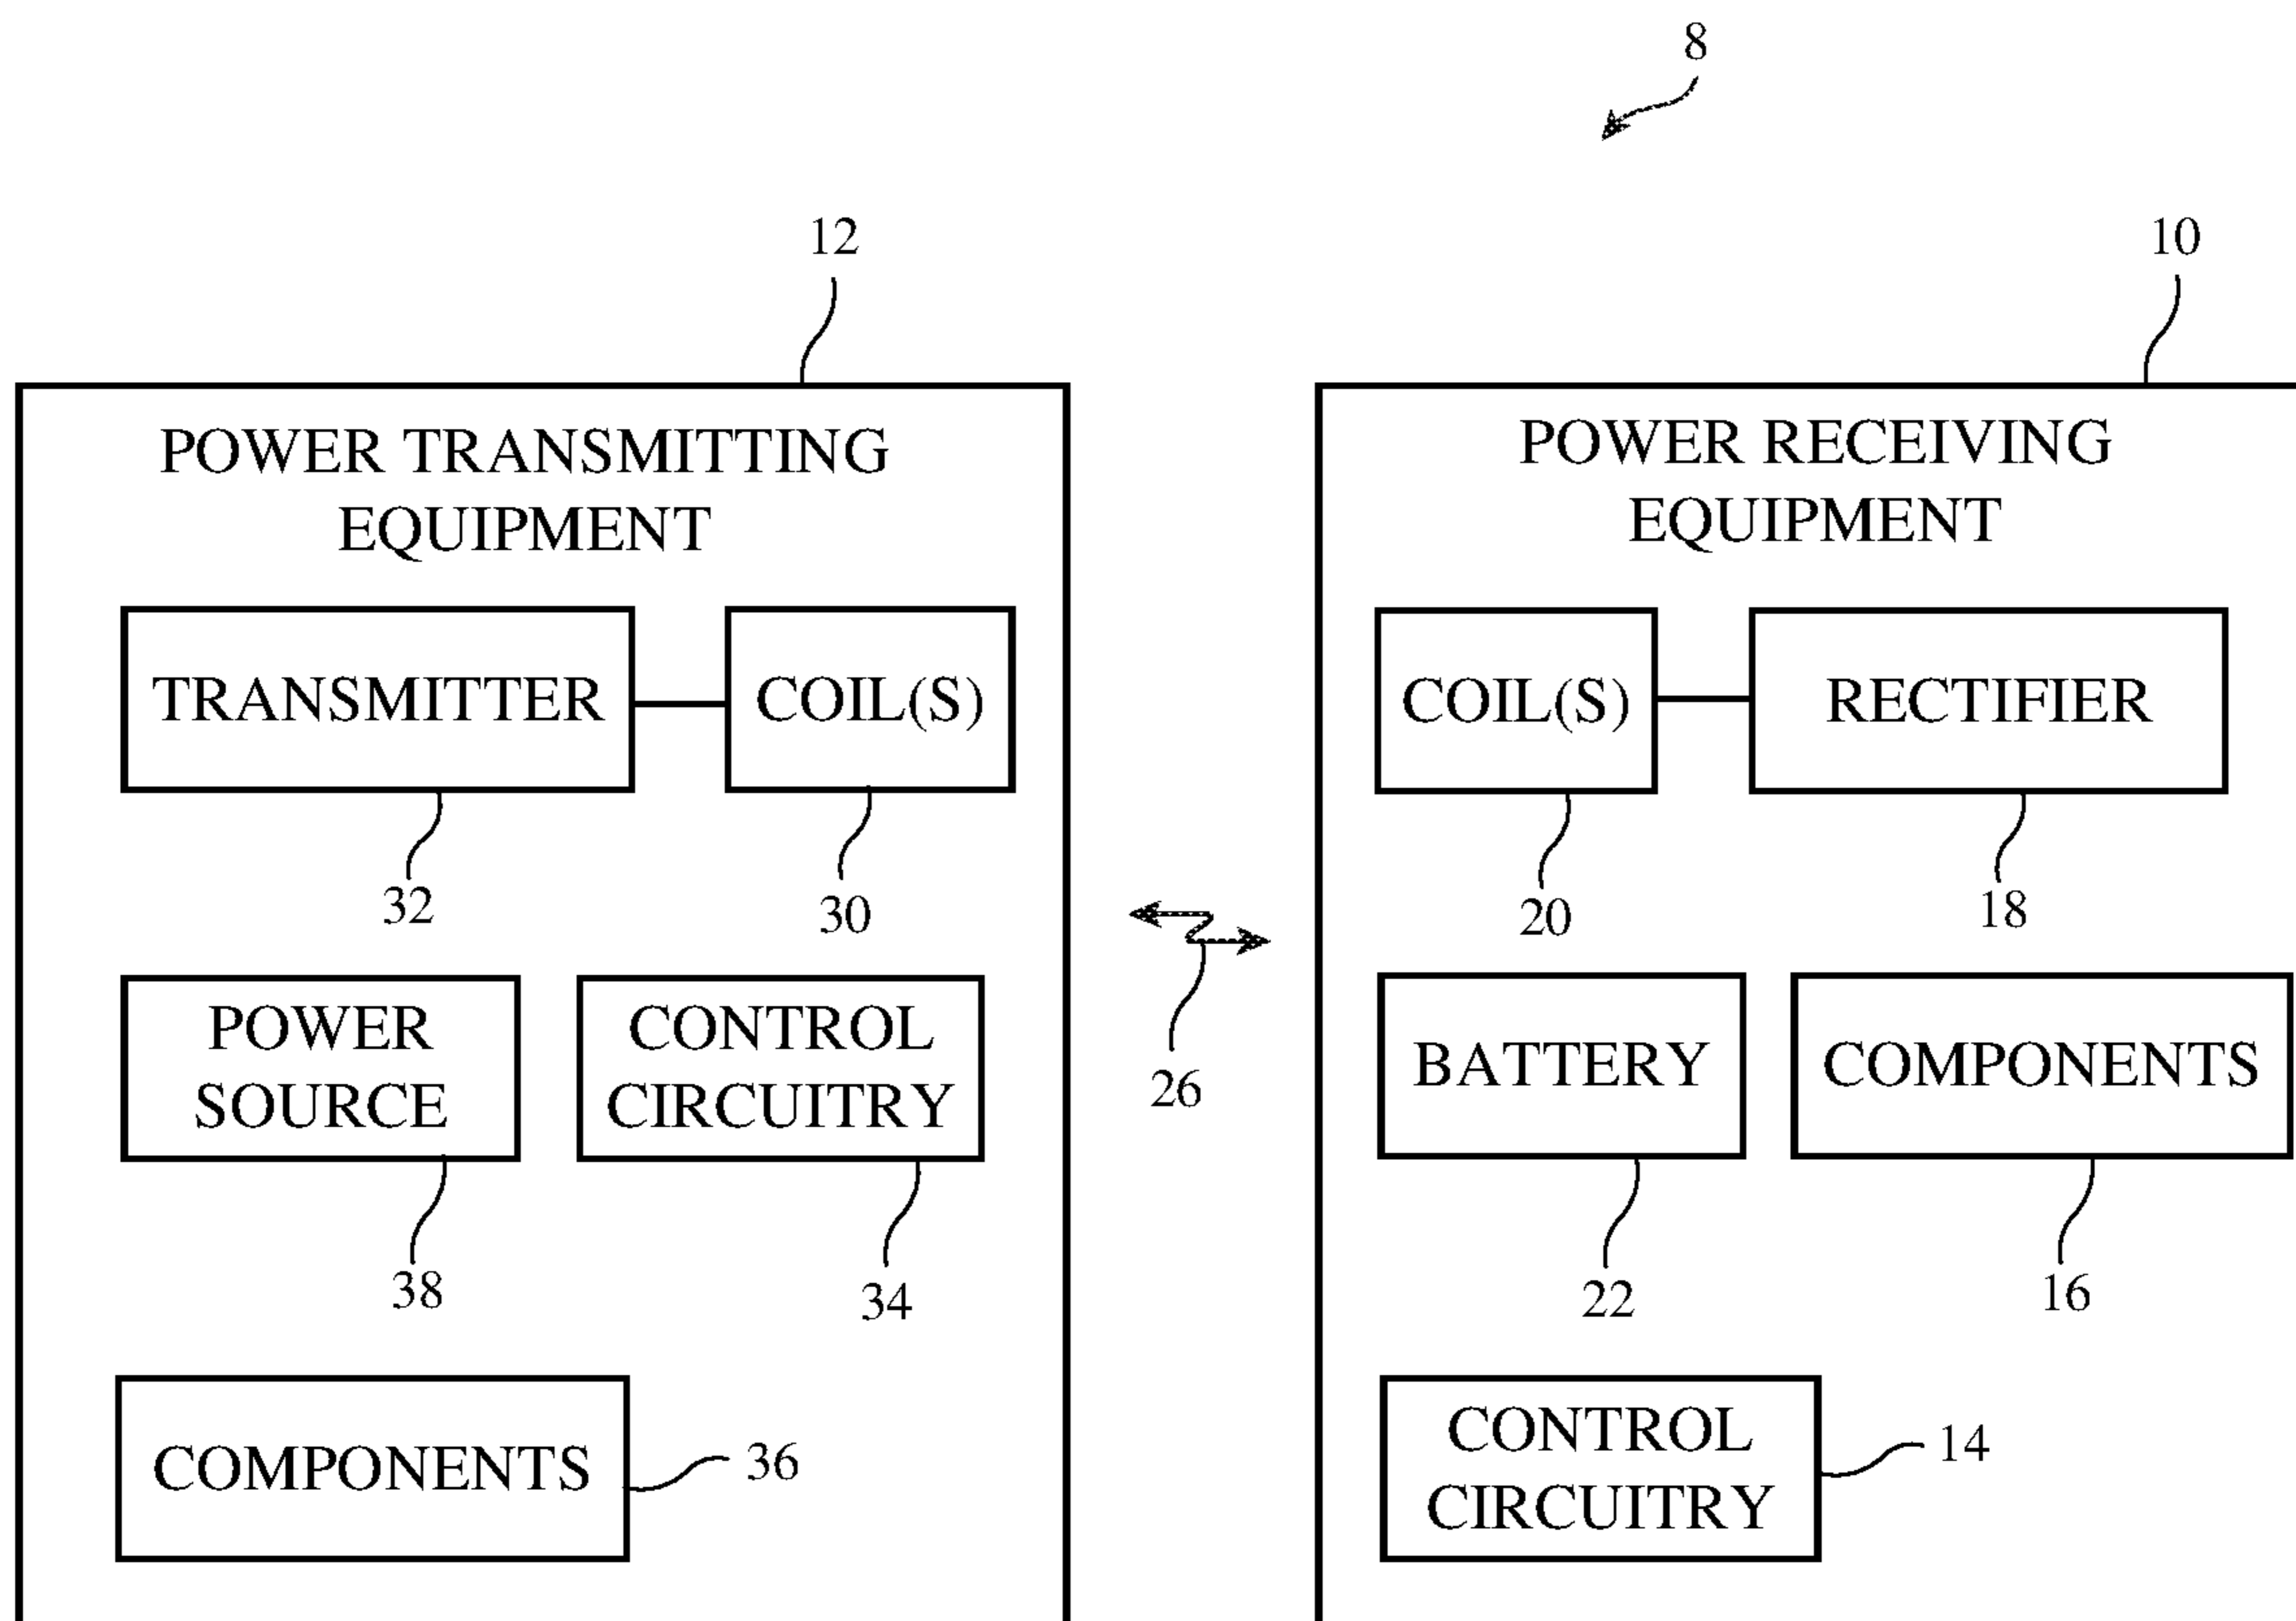 8
12
POWER TRANSMITTING
EQUIPMENT
TRANSMITTER
COIL(S)
32
30
POWER
SOURCE
CONTROL
CIRCUITRY
38
34
COMPONENTS
36
26
10
POWER RECEIVING
EQUIPMENT
COIL(S)
RECTIFIER
20
18
BATTERY
COMPONENTS
22
16
CONTROL
CIRCUITRY
14